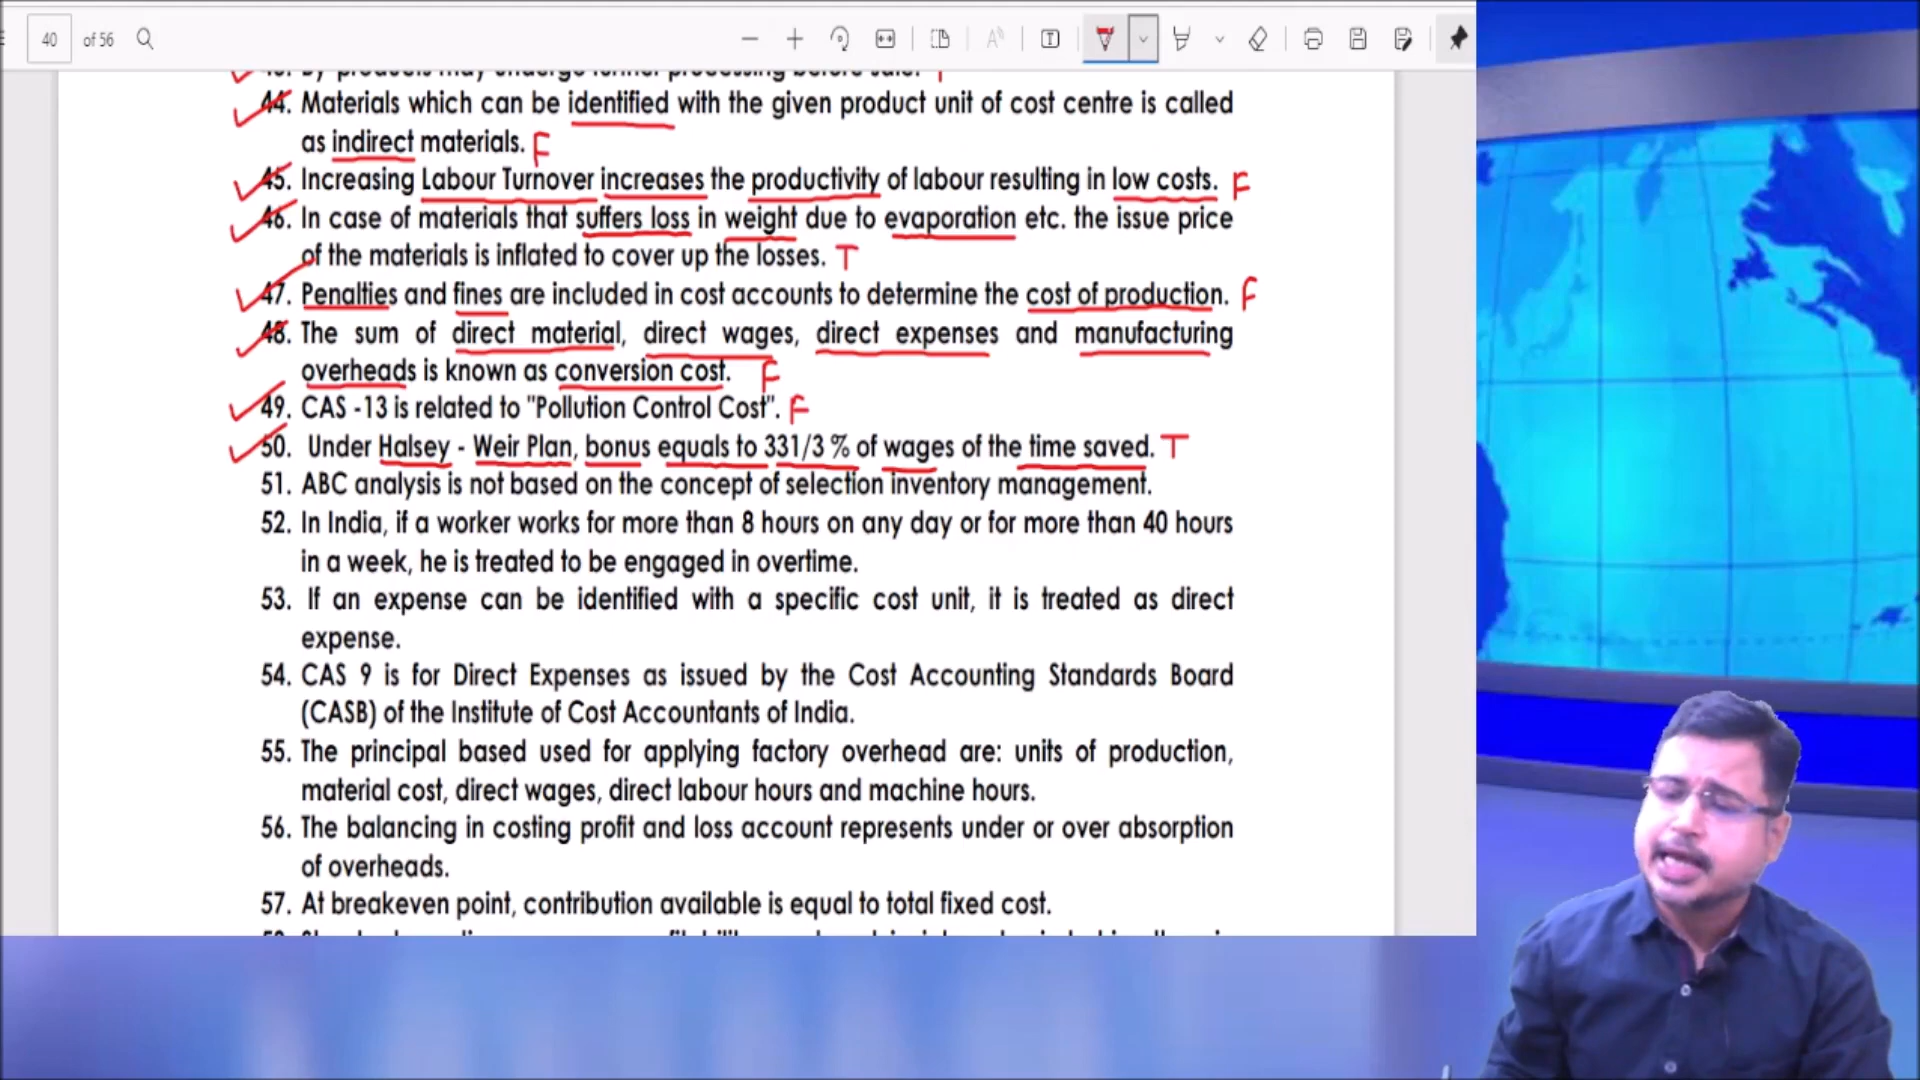 40 of 56
43. By products may undergo further processing before sale. T
44. Materials which can be identified with the given product unit of cost centre is called
as indirect materials. F
45. Increasing Labour Turnover increases the productivity of labour resulting in low costs. F
46. In case of materials that suffers loss in weight due to evaporation etc. the issue price
of the materials is inflated to cover up the losses. T
47. Penalties and fines are included in cost accounts to determine the cost of production. F
48. The sum of direct material, direct wages, direct expenses and manufacturing
overheads is known as conversion cost. F
49. CAS -13 is related to "Pollution Control Cost". F
50. Under Halsey - Weir Plan, bonus equals to 331/3 % of wages of the time saved. T
51. ABC analysis is not based on the concept of selection inventory management.
52. In India, if a worker works for more than 8 hours on any day or for more than 40 hours
in a week, he is treated to be engaged in overtime.
53. If an expense can be identified with a specific cost unit, it is treated as direct
expense.
54. CAS 9 is for Direct Expenses as issued by the Cost Accounting Standards Board
(CASB) of the Institute of Cost Accountants of India.
55. The principal based used for applying factory overhead are: units of production,
material cost, direct wages, direct labour hours and machine hours.
56. The balancing in costing profit and loss account represents under or over absorption
of overheads.
57. At breakeven point, contribution available is equal to total fixed cost.